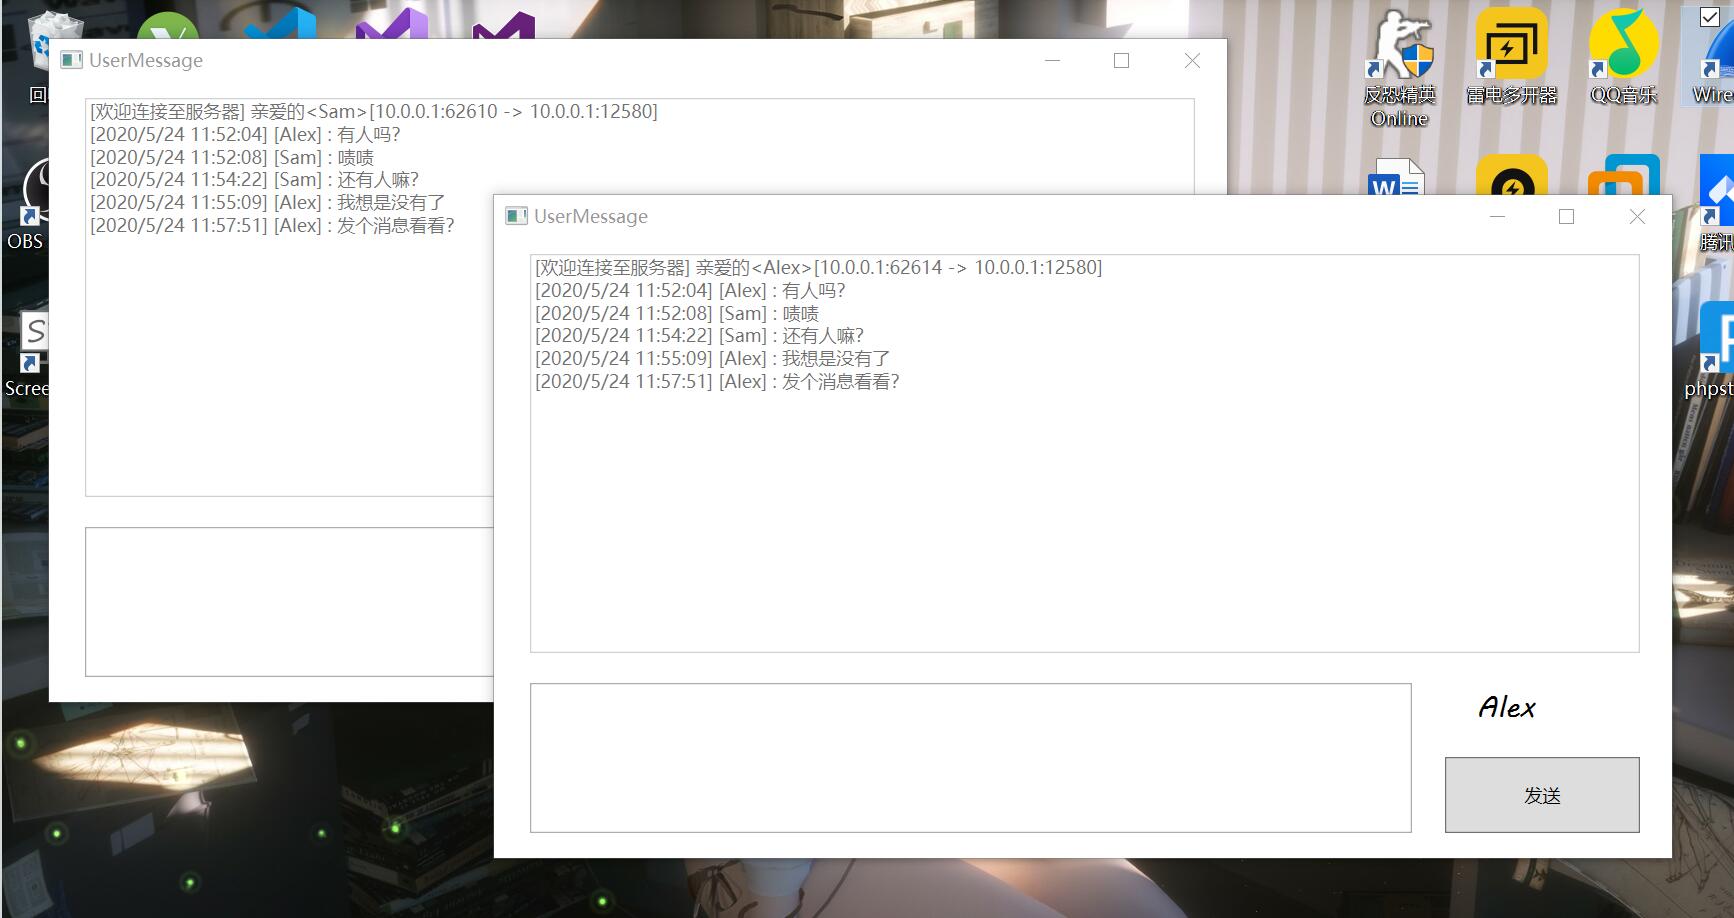 回
UserMessage
[欢迎连接至服务器] 亲爱的<Sam>[10.0.0.1:62610 -> 10.0.0.1:12580]
[2020/5/24 11:52:04] [Alex] : 有人吗?
[2020/5/24 11:52:08] [Sam] : 啧啧
[2020/5/24 11:54:22] [Sam] : 还有人嘛?
[2020/5/24 11:55:09] [Alex] : 我想是没有了
[2020/5/24 11:57:51] [Alex] : 发个消息看看?
UserMessage
[欢迎连接至服务器] 亲爱的<Alex>[10.0.0.1:62614 -> 10.0.0.1:12580]
[2020/5/24 11:52:04] [Alex] : 有人吗?
[2020/5/24 11:52:08] [Sam] : 啧啧
[2020/5/24 11:54:22] [Sam] : 还有人嘛?
[2020/5/24 11:55:09] [Alex] : 我想是没有了
[2020/5/24 11:57:51] [Alex] : 发个消息看看?
Alex
发送
OBS
Scree
反恐精英
Online
雷电多开器
QQ音乐
Wire
W
腾讯
phpst